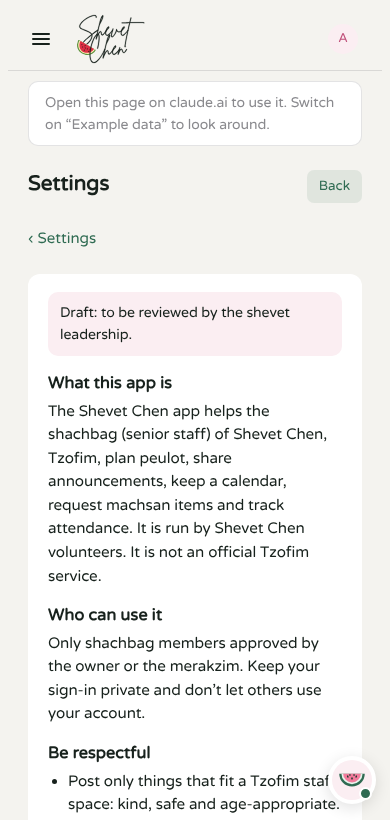 Shevet
Chen
A
Open this page on claude.ai to use it. Switch
on “Example data” to look around.
Settings
Back
‹ Settings
Draft: to be reviewed by the shevet
leadership.
What this app is
The Shevet Chen app helps the
shachbag (senior staff) of Shevet Chen,
Tzofim, plan peulot, share
announcements, keep a calendar,
request machsan items and track
attendance. It is run by Shevet Chen
volunteers. It is not an official Tzofim
service.
Who can use it
Only shachbag members approved by
the owner or the merakzim. Keep your
sign-in private and don’t let others use
your account.
Be respectful
• Post only things that fit a Tzofim
space: kind, safe and age-appropriate.